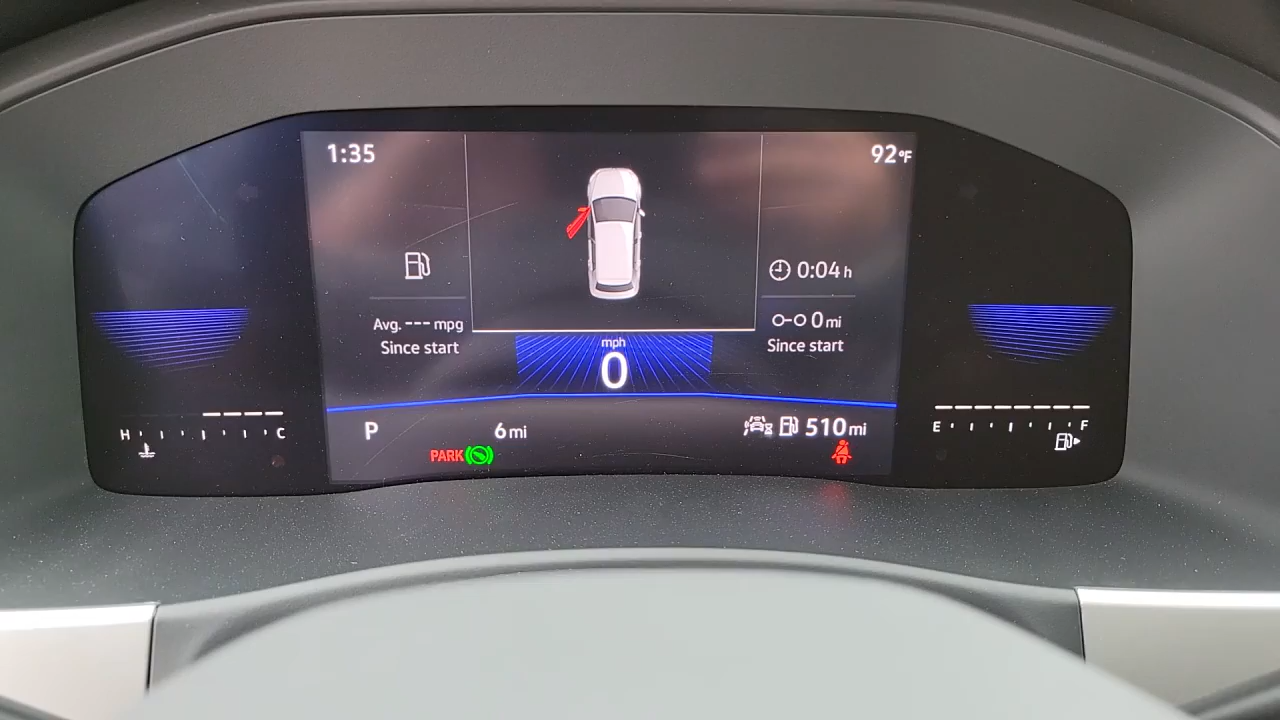 1:35
92°F
0:04 h
Avg. --- mpg
Since start
0 mi
Since start
mph
0
P
6 mi
510 mi
PARK
H C
E F